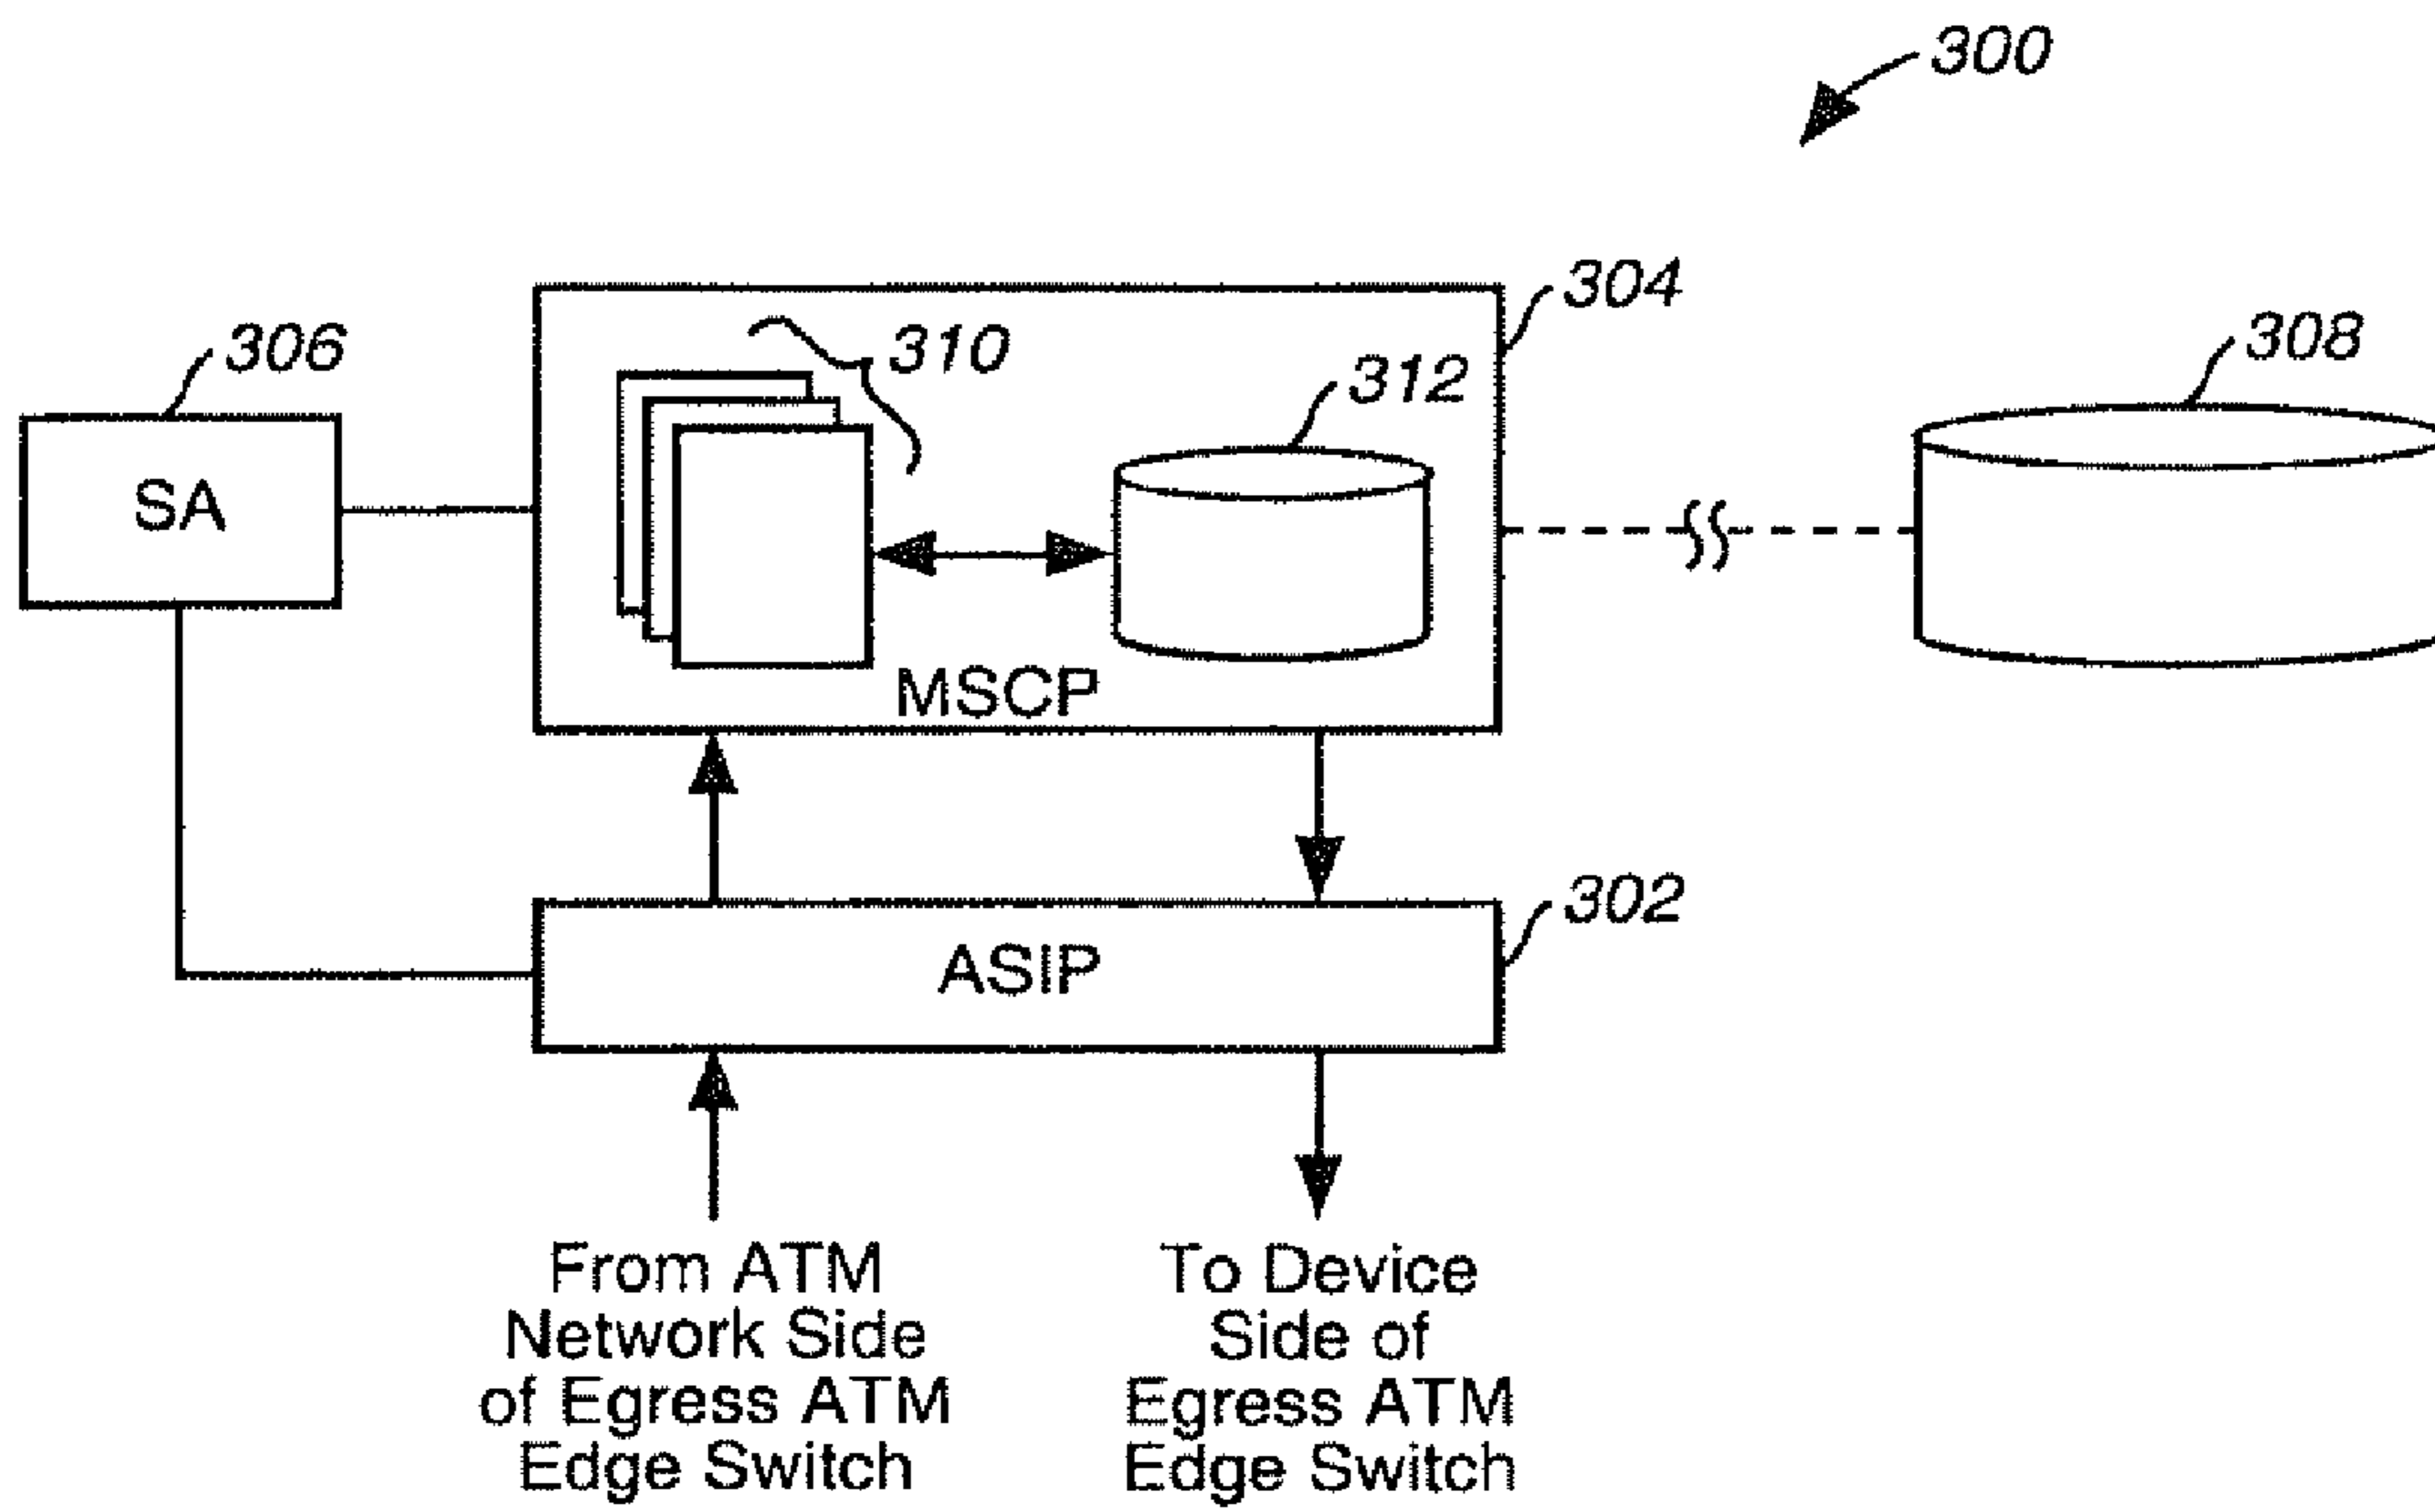 300
304
306
310
308
312
SA
MSCP
302
ASIP
From ATM
Network Side
of Egress ATM
Edge Switch
To Device
Side of
Egress ATM
Edge Switch